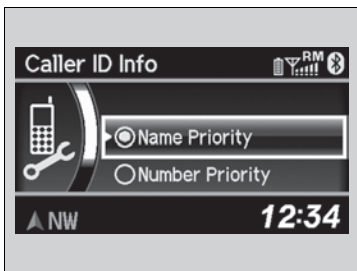 Caller ID Info
RM
Name Priority
Number Priority
NW
12:34